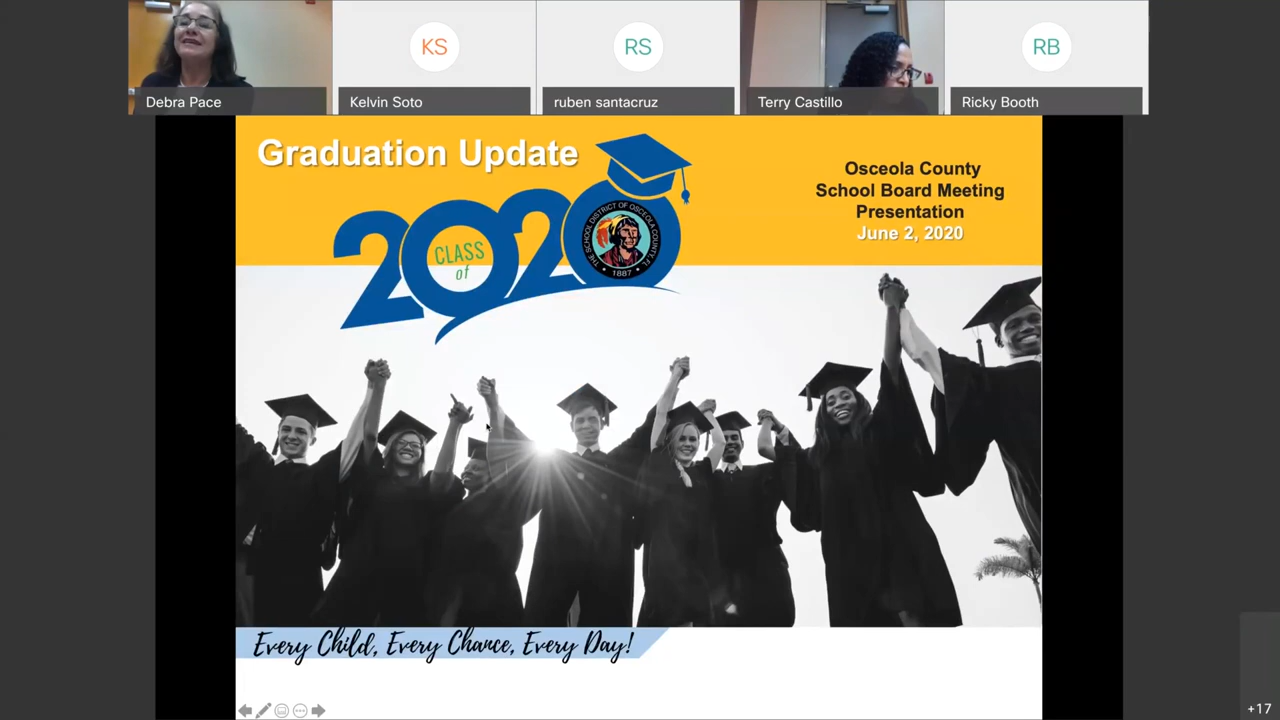 KS
RS
RB
Debra Pace
Kelvin Soto
ruben santacruz
Terry Castillo
Ricky Booth
Graduation Update
2020
CLASS
of
THE SCHOOL DISTRICT OF OSCEOLA COUNTY, FL
• 1887 •
Osceola County
School Board Meeting
Presentation
June 2, 2020
Every Child, Every Chance, Every Day!
+17